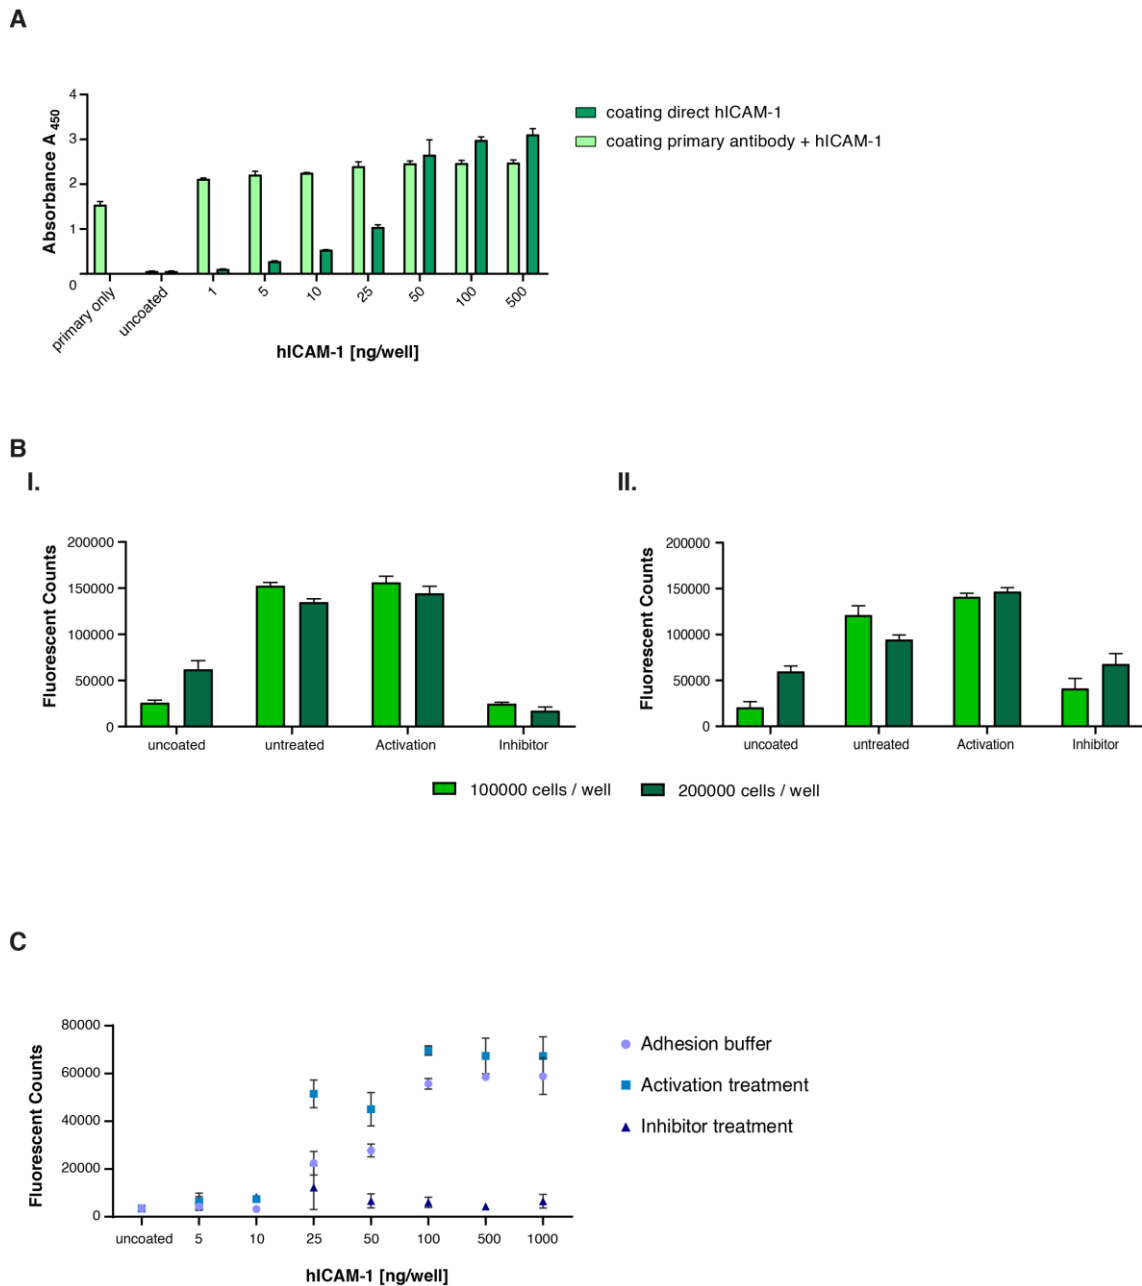 A
4
3
2
1
0
Absorbance A 450
primary only
uncoated
1
5
10
25
50
100
500
hICAM-1 [ng/well]
coating direct hICAM-1
coating primary antibody + hICAM-1
B
I.
200000
150000
100000
50000
0
Fluorescent Counts
uncoated
untreated
Activation
Inhibitor
II.
200000
150000
100000
50000
0
Fluorescent Counts
uncoated
untreated
Activation
Inhibitor
100000 cells / well
200000 cells / well
C
80000
60000
40000
20000
0
Fluorescent Counts
uncoated
5
10
25
50
100
500
1000
hICAM-1 [ng/well]
Adhesion buffer
Activation treatment
Inhibitor treatment